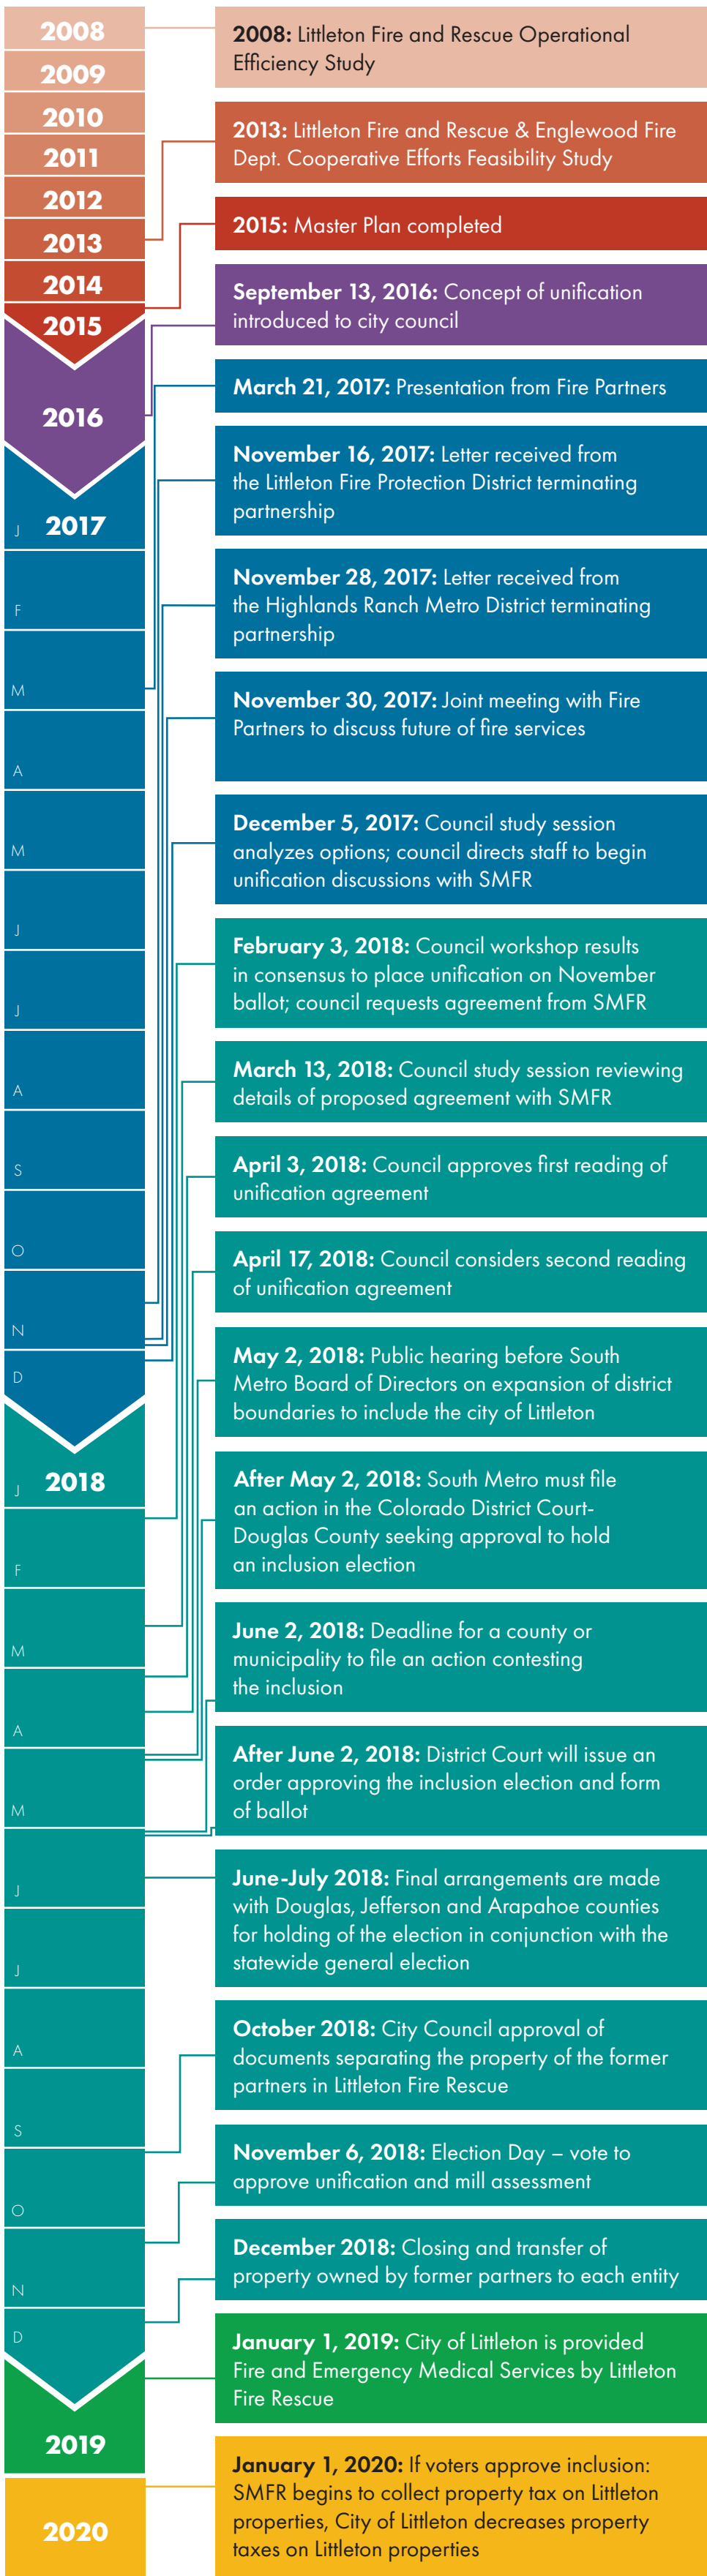 2008
2009
2010
2011
2012
2013
2014
2015
2016
J 2017
F
M
A
M
J
J
A
S
O
N
D
J 2018
F
M
A
M
J
J
A
S
O
N
D
2019
2020
2008: Littleton Fire and Rescue Operational
Efficiency Study
2013: Littleton Fire and Rescue & Englewood Fire
Dept. Cooperative Efforts Feasibility Study
2015: Master Plan completed
September 13, 2016: Concept of unification
introduced to city council
March 21, 2017: Presentation from Fire Partners
November 16, 2017: Letter received from
the Littleton Fire Protection District terminating
partnership
November 28, 2017: Letter received from
the Highlands Ranch Metro District terminating
partnership
November 30, 2017: Joint meeting with Fire
Partners to discuss future of fire services
December 5, 2017: Council study session
analyzes options; council directs staff to begin
unification discussions with SMFR
February 3, 2018: Council workshop results
in consensus to place unification on November
ballot; council requests agreement from SMFR
March 13, 2018: Council study session reviewing
details of proposed agreement with SMFR
April 3, 2018: Council approves first reading of
unification agreement
April 17, 2018: Council considers second reading
of unification agreement
May 2, 2018: Public hearing before South
Metro Board of Directors on expansion of district
boundaries to include the city of Littleton
After May 2, 2018: South Metro must file
an action in the Colorado District Court-
Douglas County seeking approval to hold
an inclusion election
June 2, 2018: Deadline for a county or
municipality to file an action contesting
the inclusion
After June 2, 2018: District Court will issue an
order approving the inclusion election and form
of ballot
June-July 2018: Final arrangements are made
with Douglas, Jefferson and Arapahoe counties
for holding of the election in conjunction with the
statewide general election
October 2018: City Council approval of
documents separating the property of the former
partners in Littleton Fire Rescue
November 6, 2018: Election Day – vote to
approve unification and mill assessment
December 2018: Closing and transfer of
property owned by former partners to each entity
January 1, 2019: City of Littleton is provided
Fire and Emergency Medical Services by Littleton
Fire Rescue
January 1, 2020: If voters approve inclusion:
SMFR begins to collect property tax on Littleton
properties, City of Littleton decreases property
taxes on Littleton properties